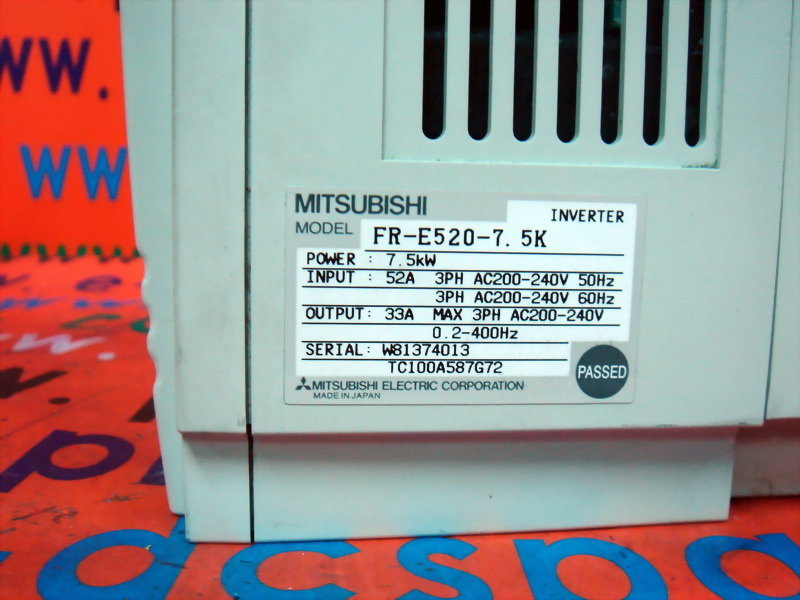 WW.
WW
MITSUBISHI
INVERTER
MODEL FR-E520-7.5K
POWER : 7.5kW
INPUT : 52A 3PH AC200-240V 50Hz
3PH AC200-240V 60Hz
OUTPUT: 33A MAX 3PH AC200-240V
0.2-400Hz
SERIAL: W81374013
TC100A587G72
PASSED
MITSUBISHI ELECTRIC CORPORATION
MADE IN JAPAN
acspa